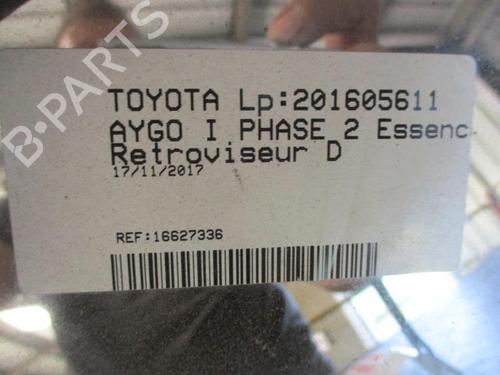 B-PARTS
TOYOTA Lp:201605611
AYGO I PHASE 2 Essenc
Retroviseur D
17/11/2017
REF:16627336